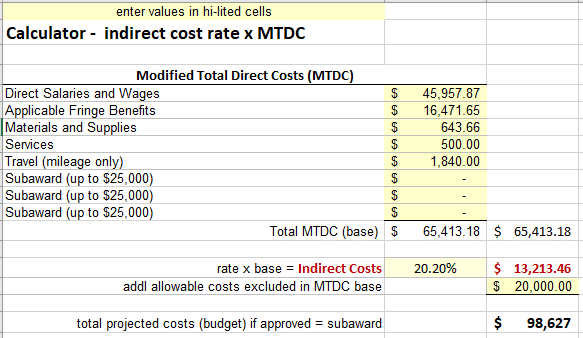 enter values in hi-lited cells
Calculator - indirect cost rate x MTDC
Modified Total Direct Costs (MTDC)
Direct Salaries and Wages $ 45,957.87
Applicable Fringe Benefits $ 16,471.65
Materials and Supplies $ 643.66
Services $ 500.00
Travel (mileage only) $ 1,840.00
Subaward (up to $25,000) $ -
Subaward (up to $25,000) $ -
Subaward (up to $25,000) $ -
Total MTDC (base) $ 65,413.18 $ 65,413.18
rate x base = Indirect Costs 20.20% $ 13,213.46
addl allowable costs excluded in MTDC base $ 20,000.00
total projected costs (budget) if approved = subaward $ 98,627